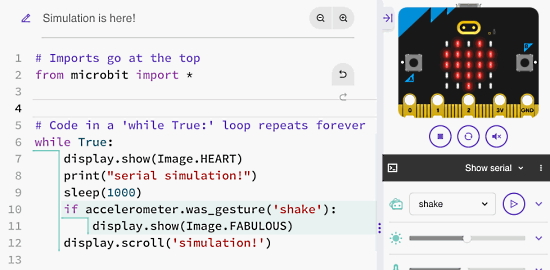 Simulation is here!
1 # Imports go at the top
2 from microbit import *
3
4
5 # Code in a 'while True:' loop repeats forever
6 while True:
7     display.show(Image.HEART)
8     print("serial simulation!")
9     sleep(1000)
10     if accelerometer.was_gesture('shake'):
11         display.show(Image.FABULOUS)
12     display.scroll('simulation!')
0 1 2 3V GND
Show serial
shake